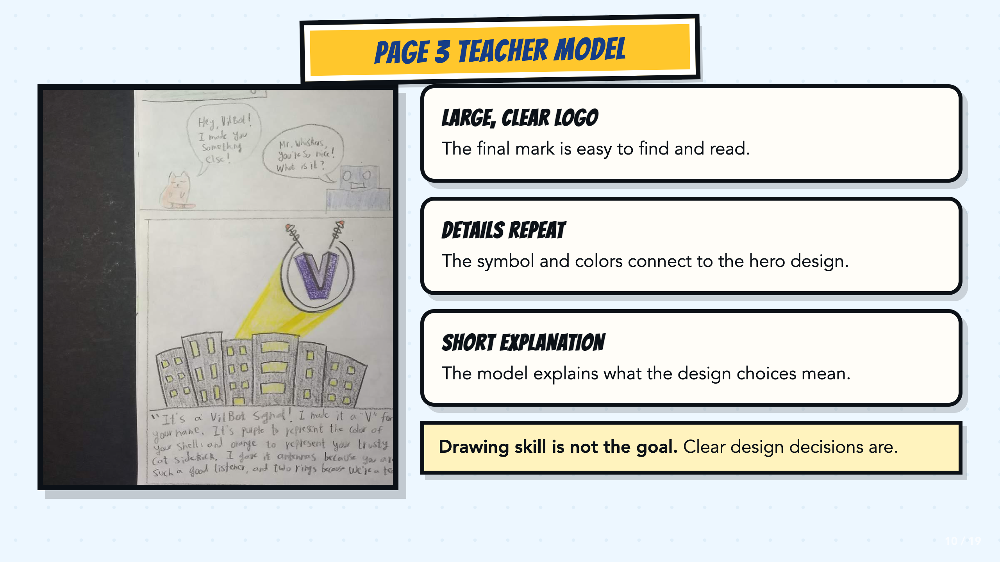 PAGE 3 TEACHER MODEL
Hey, VilBot!
I made you
Something
else!
Mr. Whiskers,
you're so nice!
What is it?
V
"It's a VilBot Signal! I made it a "V" for
your name. It's purple to represent the color of
your shell, and orange to represent your trusty
Cat Sidekick. I gave it antennas because you
Such a good listener, and two rings because we're a
LARGE, CLEAR LOGO
The final mark is easy to find and read.
DETAILS REPEAT
The symbol and colors connect to the hero design.
SHORT EXPLANATION
The model explains what the design choices mean.
Drawing skill is not the goal. Clear design decisions are.
10 / 19